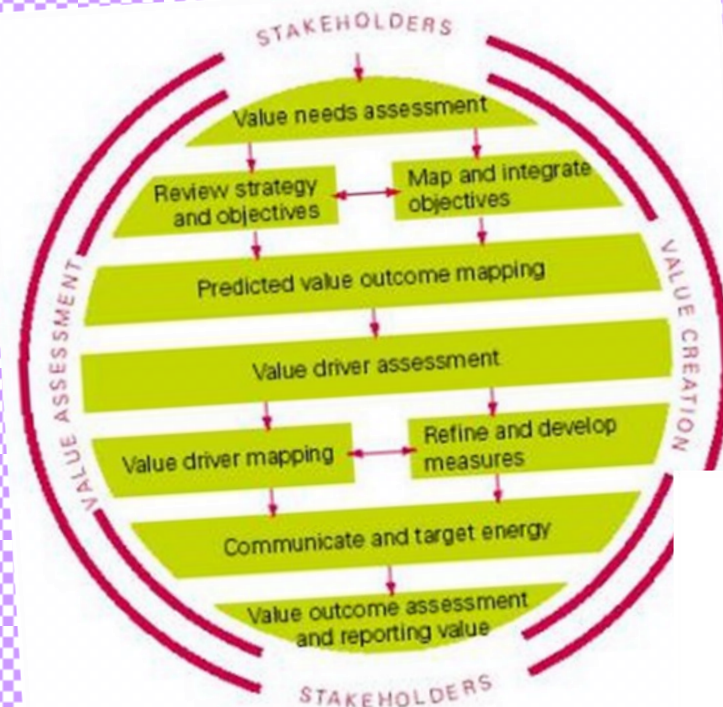 STAKEHOLDERS
Value needs assessment
Review strategy
and objectives
Map and integrate
objectives
Predicted value outcome mapping
Value driver assessment
VALUE ASSESSMENT
VALUE CREATION
Value driver mapping
Refine and develop
measures
Communicate and target energy
Value outcome assessment
and reporting value
STAKEHOLDERS